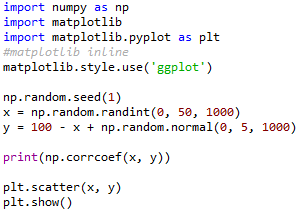 import numpy as np
import matplotlib
import matplotlib.pyplot as plt
#matplotlib inline
matplotlib.style.use('ggplot')
np.random.seed(1)
x = np.random.randint(0, 50, 1000)
y = 100 - x + np.random.normal(0, 5, 1000)
print(np.corrcoef(x, y))
plt.scatter(x, y)
plt.show()